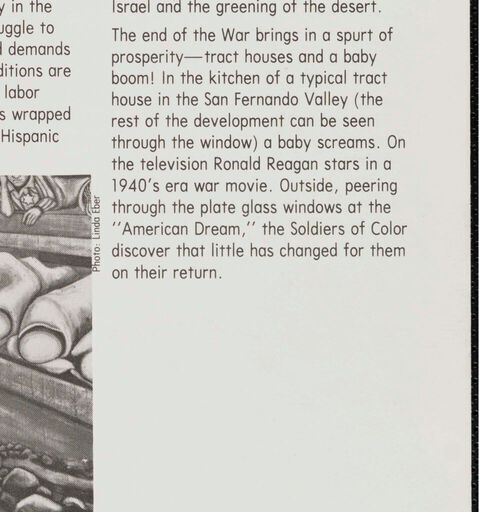 y in the
uggle to
d demands
ditions are
labor
s wrapped
Hispanic
Photo: Linda Eber
Israel and the greening of the desert.
The end of the War brings in a spurt of
prosperity—tract houses and a baby
boom! In the kitchen of a typical tract
house in the San Fernando Valley (the
rest of the development can be seen
through the window) a baby screams. On
the television Ronald Reagan stars in a
1940's era war movie. Outside, peering
through the plate glass windows at the
''American Dream,'' the Soldiers of Color
discover that little has changed for them
on their return.